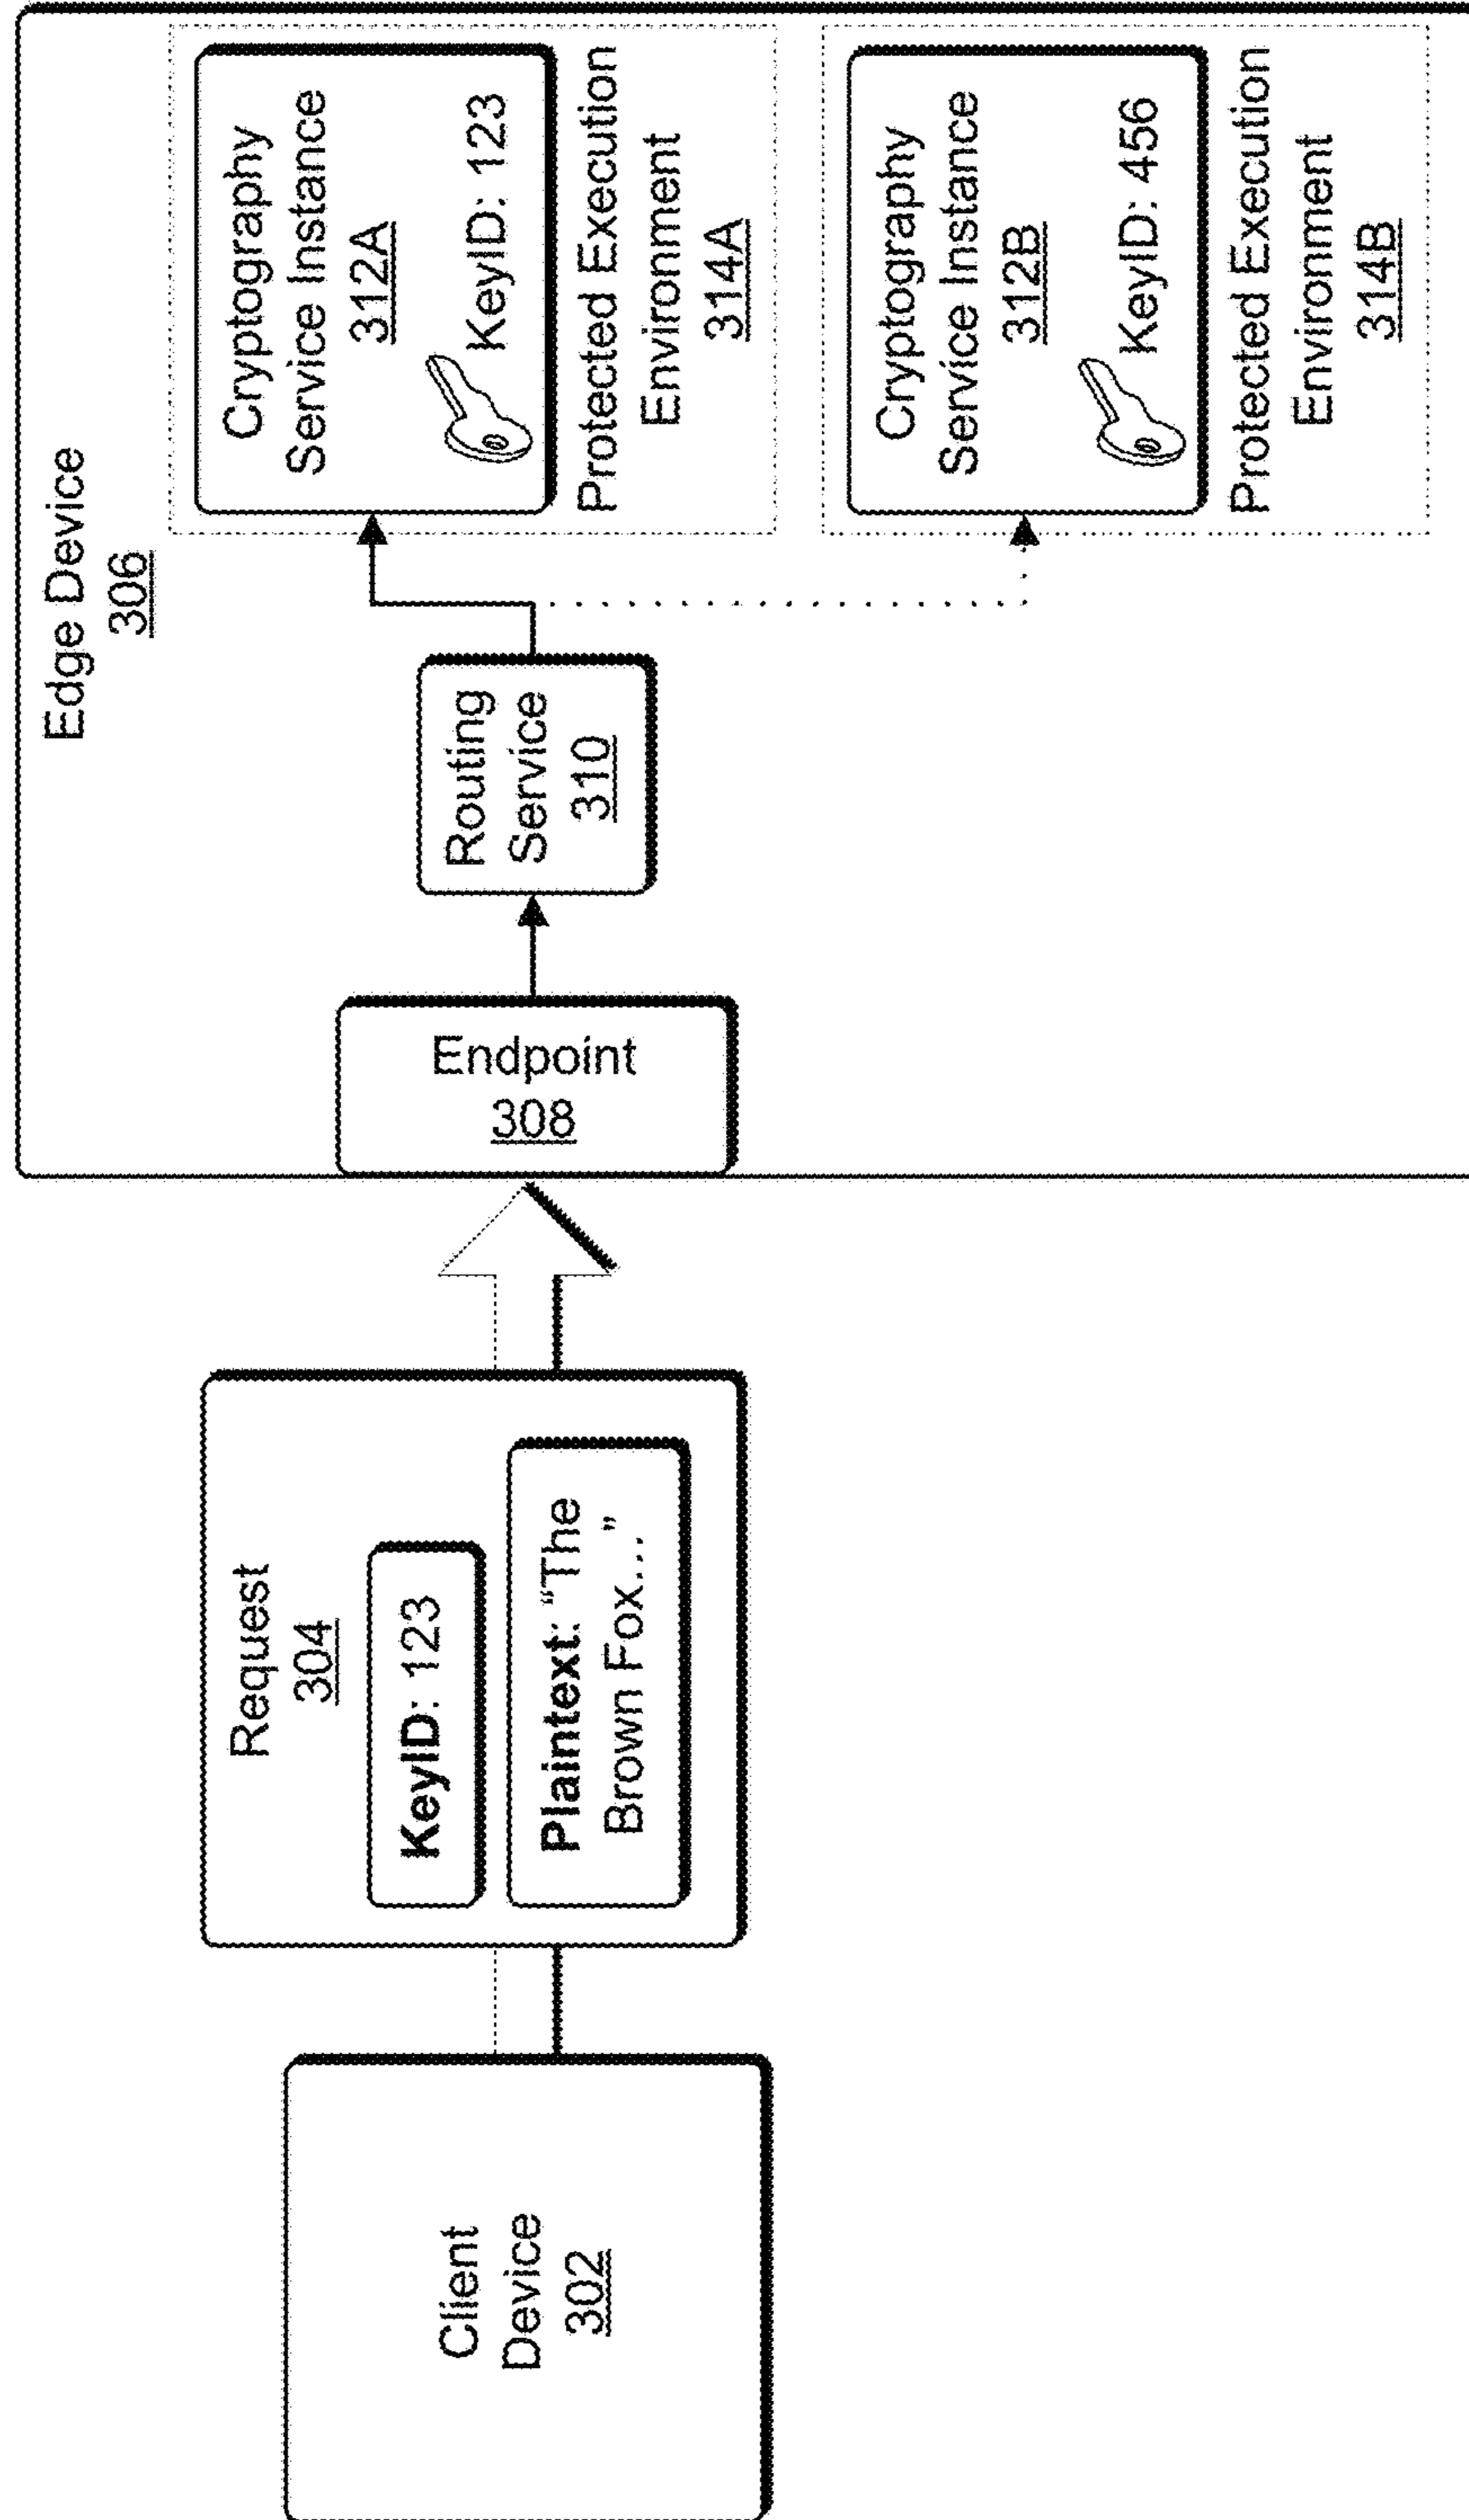 Client
Device
302
Request
304
KeyID: 123
Plaintext: “The
Brown Fox...”
Edge Device
306
Endpoint
308
Routing
Service
310
Cryptography
Service Instance
312A
KeyID: 123
Protected Execution
Environment
314A
Cryptography
Service Instance
312B
KeyID: 456
Protected Execution
Environment
314B